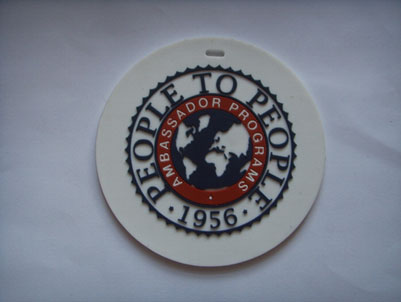 PEOPLE TO PEOPLE
AMBASSADOR PROGRAMS
· 1956 ·